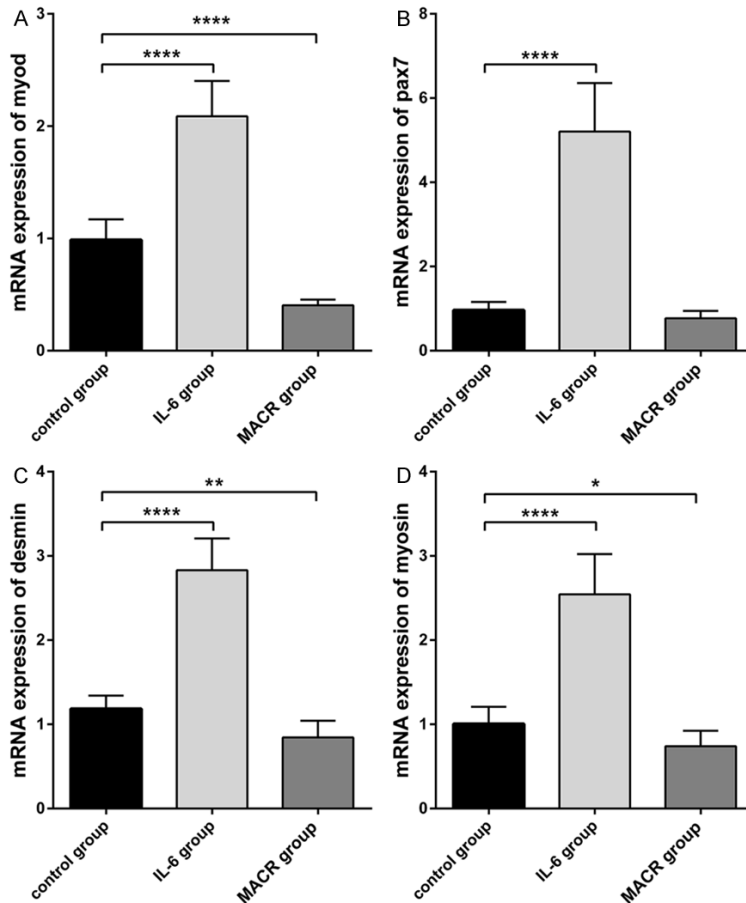 A
mRNA expression of myod
3
2
1
0
****
****
control group
IL-6 group
MACR group
B
mRNA expression of pax7
8
6
4
2
0
****
control group
IL-6 group
MACR group
C
mRNA expression of desmin
4
3
2
1
0
**
****
control group
IL-6 group
MACR group
D
mRNA expression of myosin
4
3
2
1
0
*
****
control group
IL-6 group
MACR group